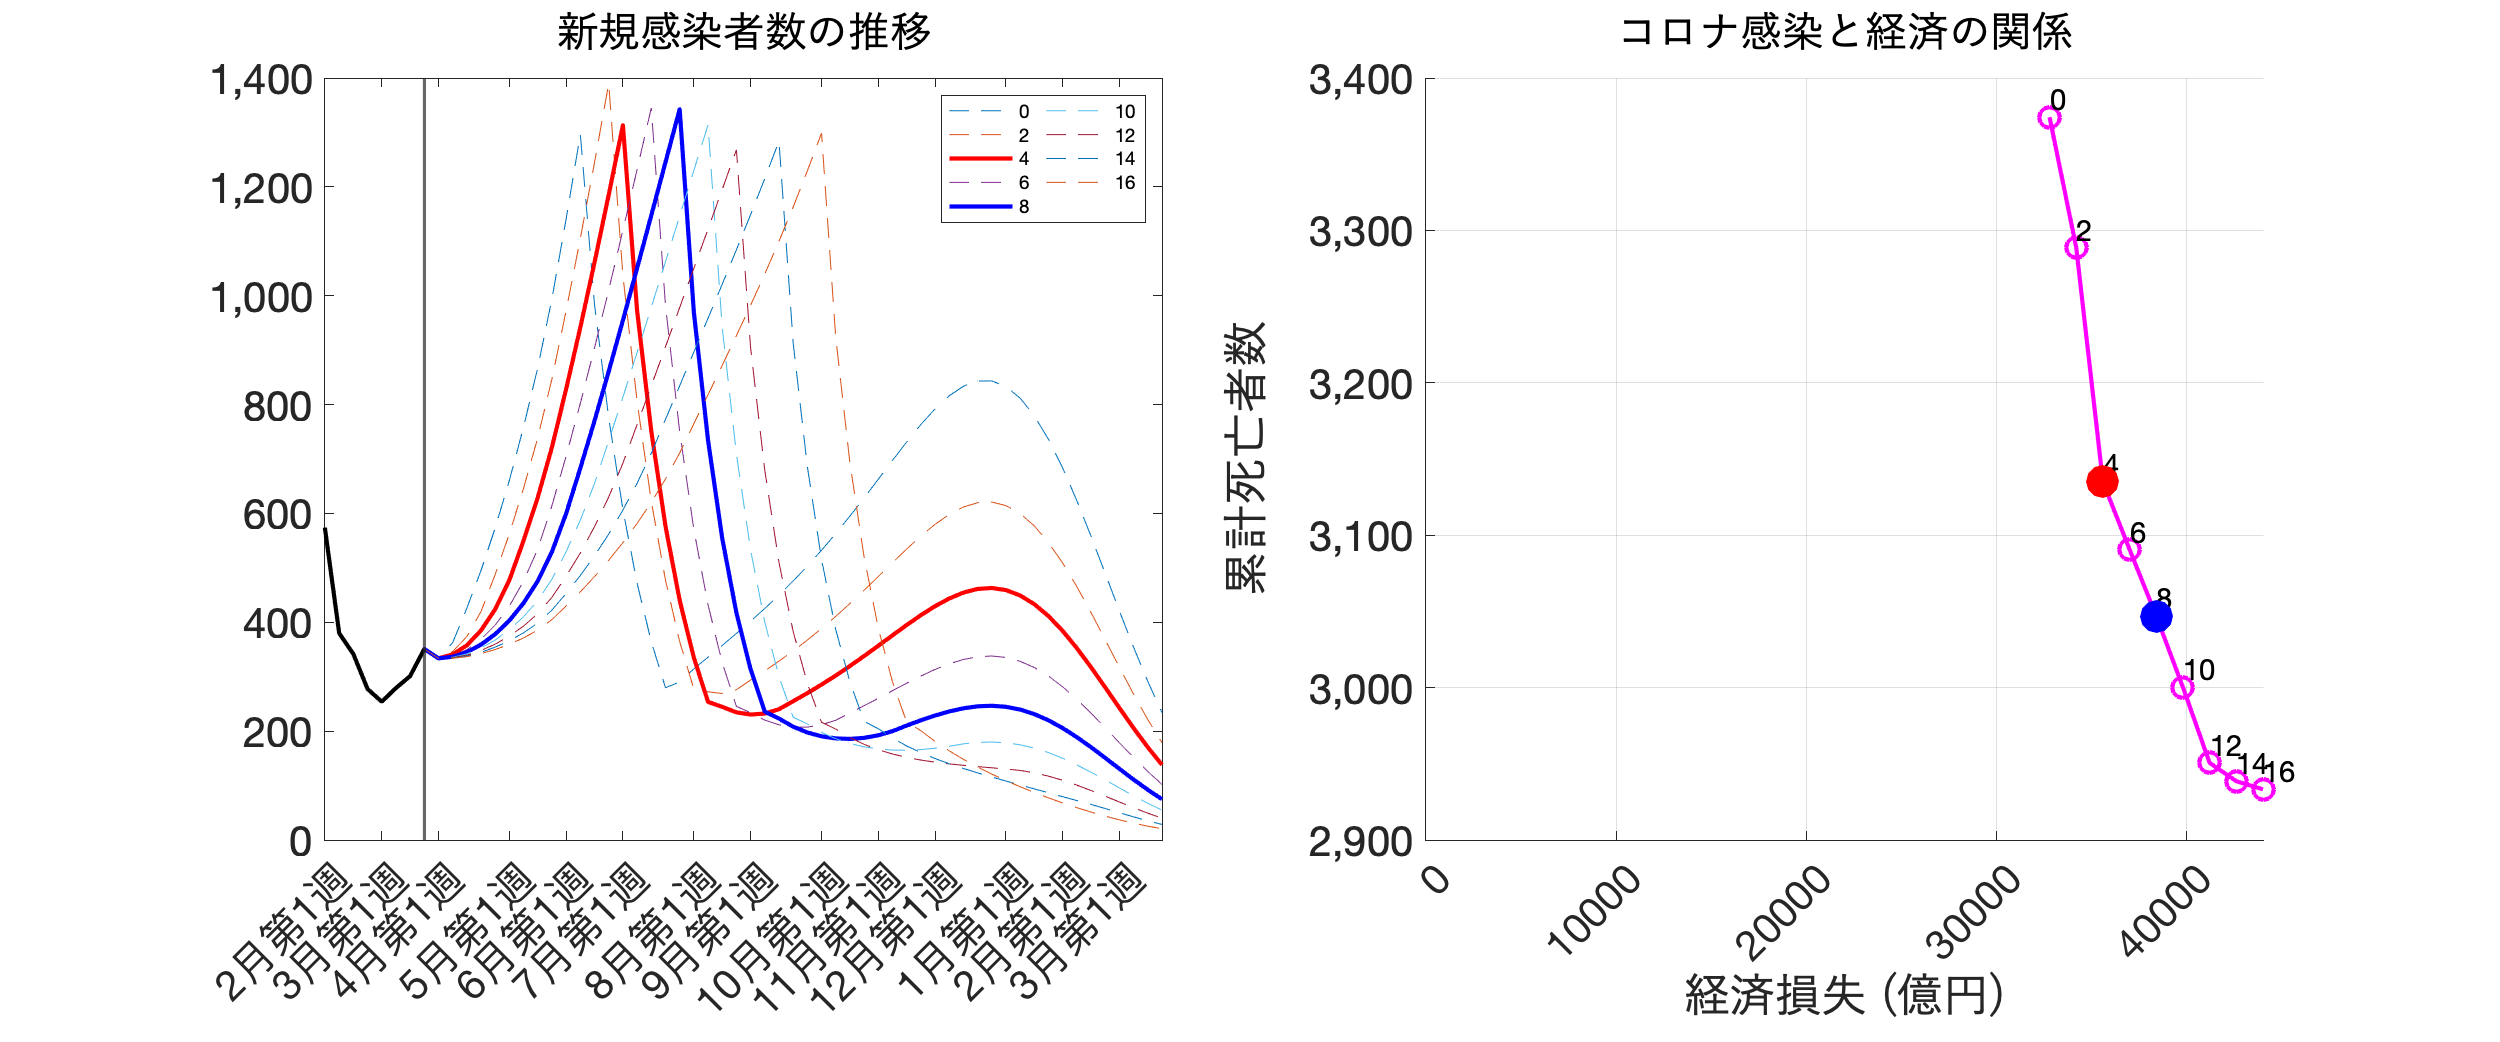 新規感染者数の推移
1,400
1,200
1,000
800
600
400
200
0
0 10
2 12
4 14
6 16
8
2月第1週
3月第1週
4月第1週
5月第1週
6月第1週
7月第1週
8月第1週
9月第1週
10月第1週
11月第1週
12月第1週
1月第1週
2月第1週
3月第1週
コロナ感染と経済の関係
累計死亡者数
3,400
3,300
3,200
3,100
3,000
2,900
0
2
4
6
8
10
12
14
16
0
10000
20000
30000
40000
経済損失 (億円)